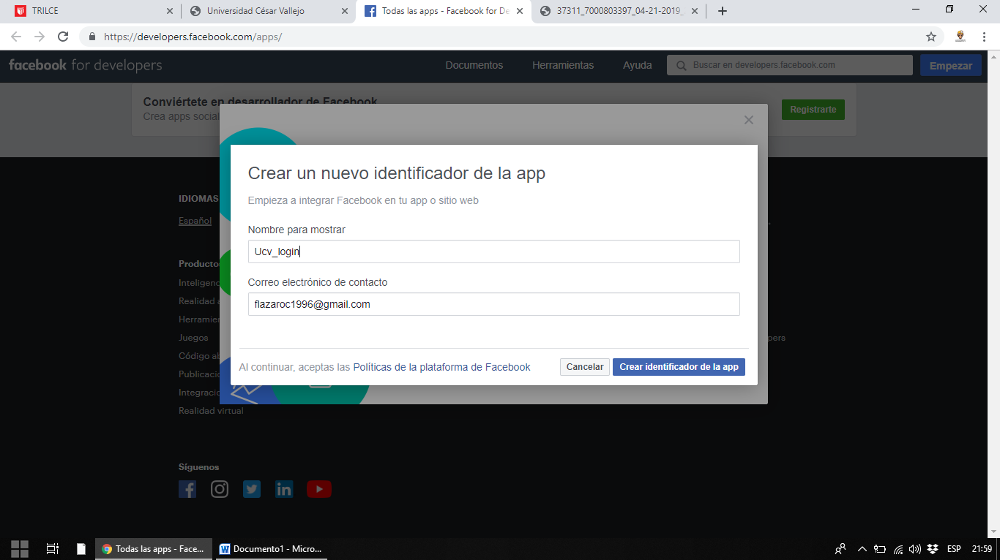 TRILCE
Universidad César Vallejo
Todas las apps - Facebook for De
37311_7000803397_04-21-2019_
https://developers.facebook.com/apps/
facebook for developers
Documentos
Herramientas
Ayuda
Buscar en developers.facebook.com
Empezar
Conviértete en desarrollador de Facebook
Crea apps social
Registrarte
Crear un nuevo identificador de la app
Empieza a integrar Facebook en tu app o sitio web
Nombre para mostrar
Ucv_login
Correo electrónico de contacto
flazaroc1996@gmail.com
Al continuar, aceptas las Políticas de la plataforma de Facebook
Cancelar
Crear identificador de la app
IDIOMAS
Español
Producto
Inteligenc
Realidad a
Herramien
Juegos
Código ab
Publicacio
Integracio
Realidad virtual
pers
Síguenos
Todas las apps - Face...
Documento1 - Micro...
ESP
21:59